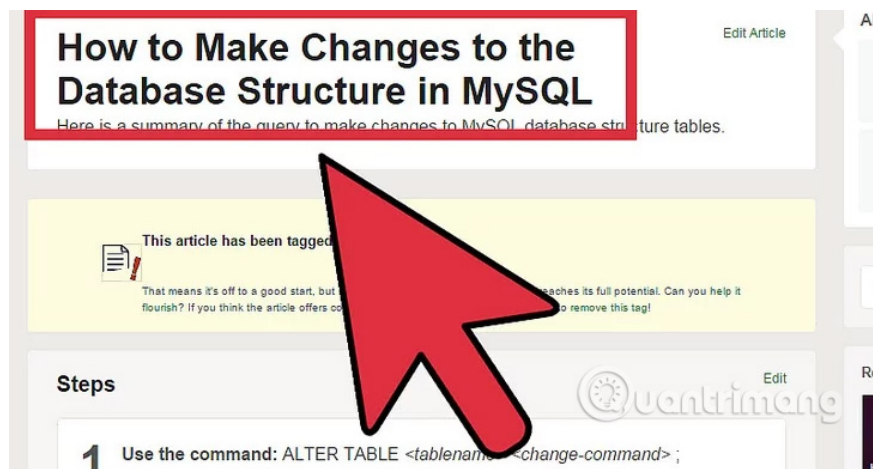 How to Make Changes to the
Database Structure in MySQL
Edit Article
Here is a summary of the query to make changes to MySQL database structure tables.
This article has been tagged
That means it's off to a good start, but
reaches its full potential. Can you help it
flourish? If you think the article offers
to remove this tag!
Steps
Edit
1 Use the command: ALTER TABLE <tablename> <change-command> ;
Quantrimang